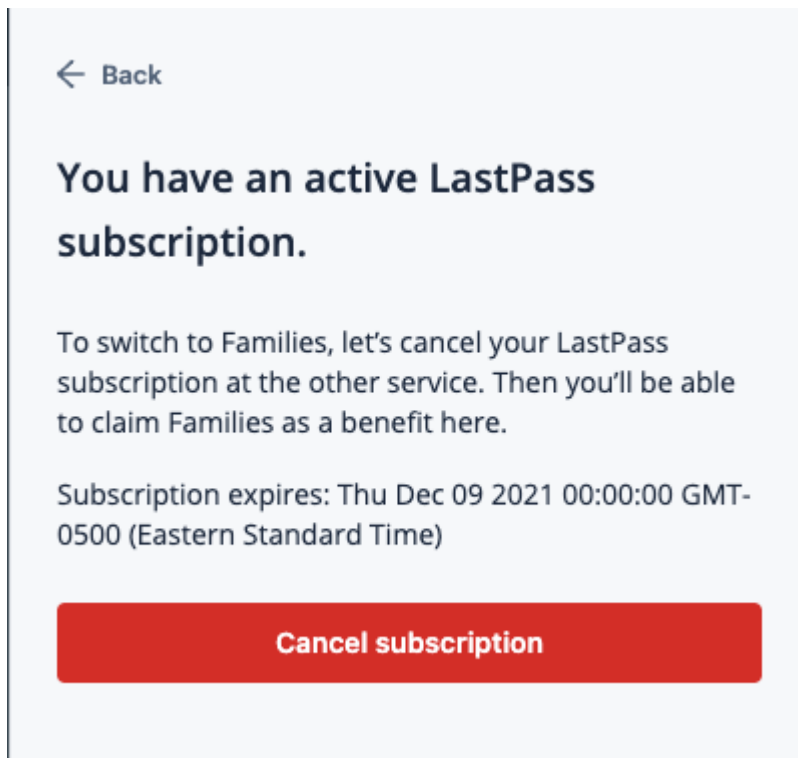 Back
You have an active LastPass
subscription.
To switch to Families, let’s cancel your LastPass
subscription at the other service. Then you’ll be able
to claim Families as a benefit here.
Subscription expires: Thu Dec 09 2021 00:00:00 GMT-
0500 (Eastern Standard Time)
Cancel subscription